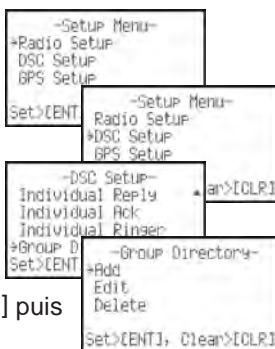 -Setup Menu-
→Radio Setup
DSC Setup
GPS Setup
Set>[ENT
-Setup Menu-
Radio Setup
→DSC Setup
GPS Setup
ar>[CLR]
-DSC Setup-
Individual Reply
Individual Ack
Individual Ringer
→Group D
Set>[ENT
-Group Directory-
→Add
Edit
Delete
Set>[ENT], Clear>[CLR]
] puis